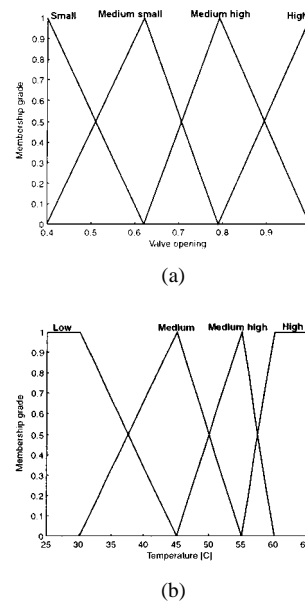 Small Medium small Medium high High
1
0.9
0.8
0.7
0.6
0.5
0.4
0.3
0.2
0.1
0
Membership grade
0.4 0.5 0.6 0.7 0.8 0.9
Valve opening
(a)
Low Medium Medium high High
1
0.9
0.8
0.7
0.6
0.5
0.4
0.3
0.2
0.1
0
Membership grade
25 30 40 45 50 55 60
Temperature [C]
(b)